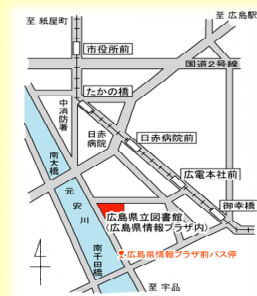 至 紙屋町
至 広島駅
市役所前
国道2号線
たかの橋
中消防署
日赤
病院
日赤病院前
南大橋
広電本社前
元安川
御幸橋
広島県立図書館、
(広島県情報プラザ内)
南千田橋
広島県情報プラザ前バス停
至 宇品